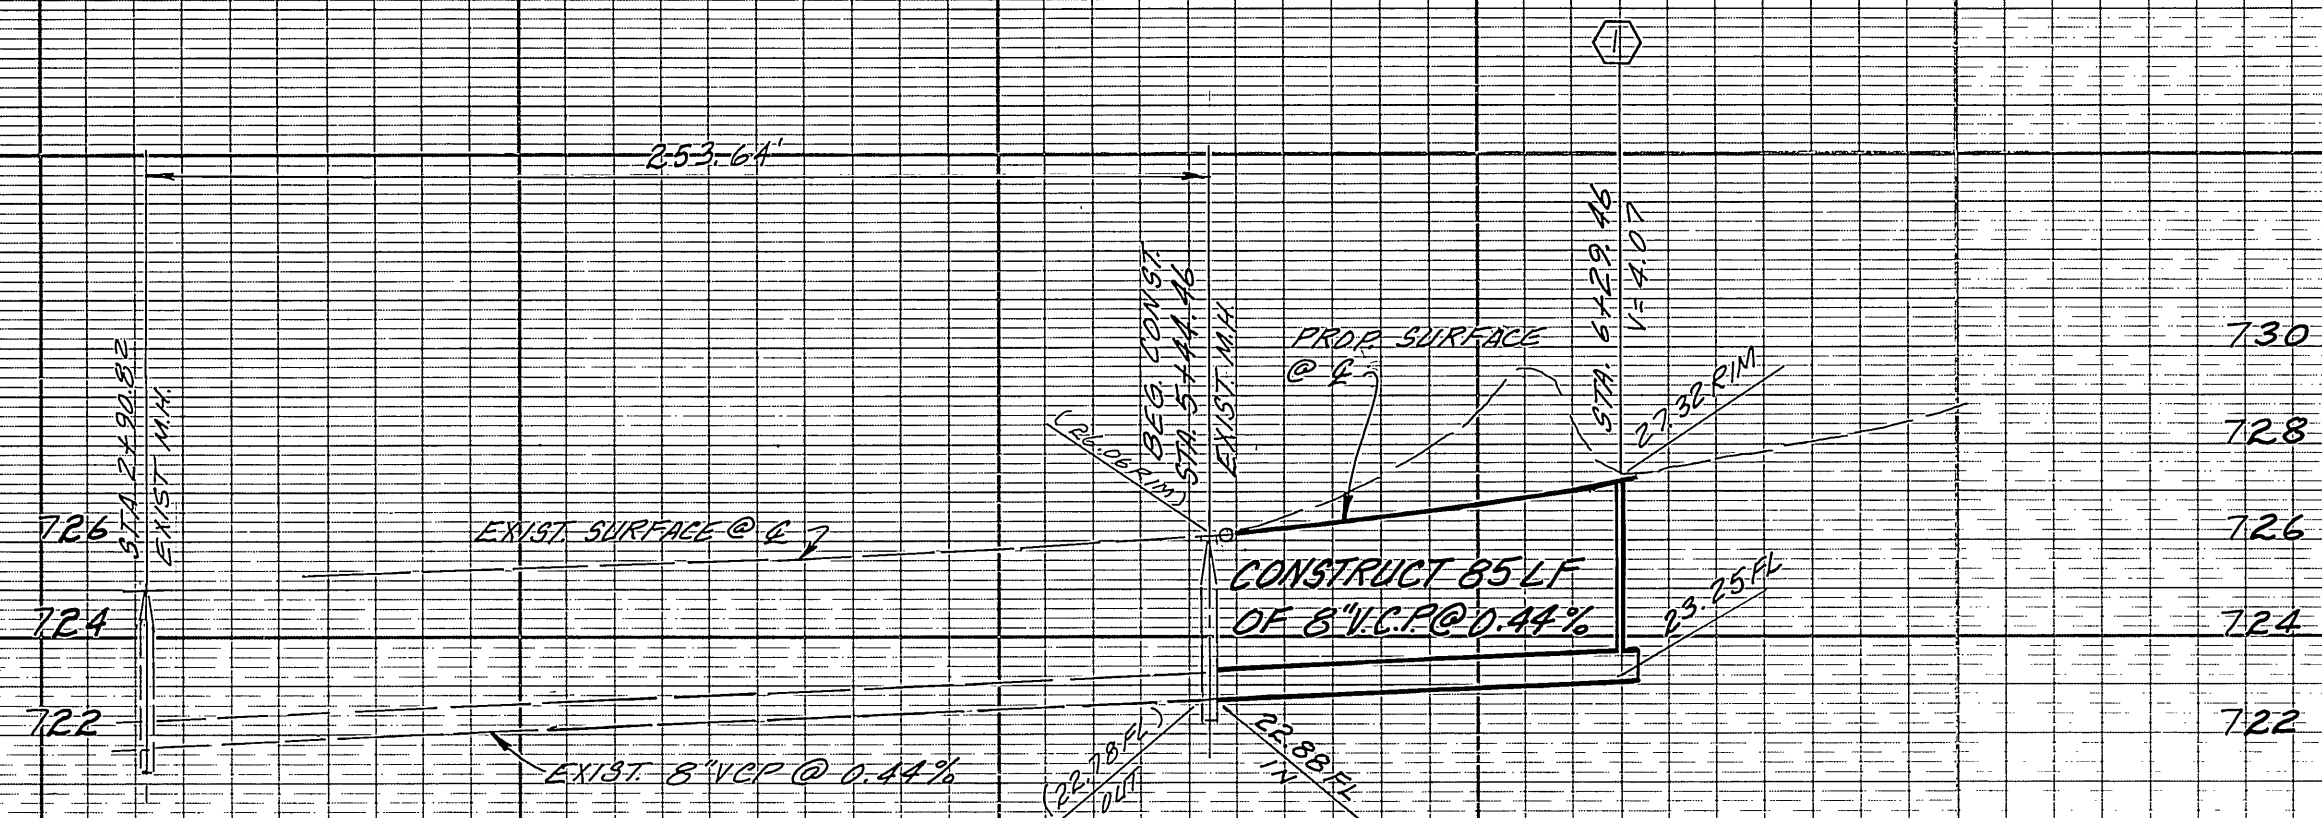 1
253.64'
STA. 2+90.82
EXIST M.H.
BEG. CONST.
STA. 5+44.46
EXIST. M.H.
(26.06 RIM)
PROP. SURFACE
@ ℄
STA. 6+29.46
V=4.07
27.32 RIM
730
728
726
EXIST. SURFACE @ ℄
726
CONSTRUCT 85 LF
OF 8" V.C.P. @ 0.44%
23.25 FL
724
724
722
722
EXIST. 8" VCP @ 0.44%
(22.78 FL)
OUT
22.88 FL
IN